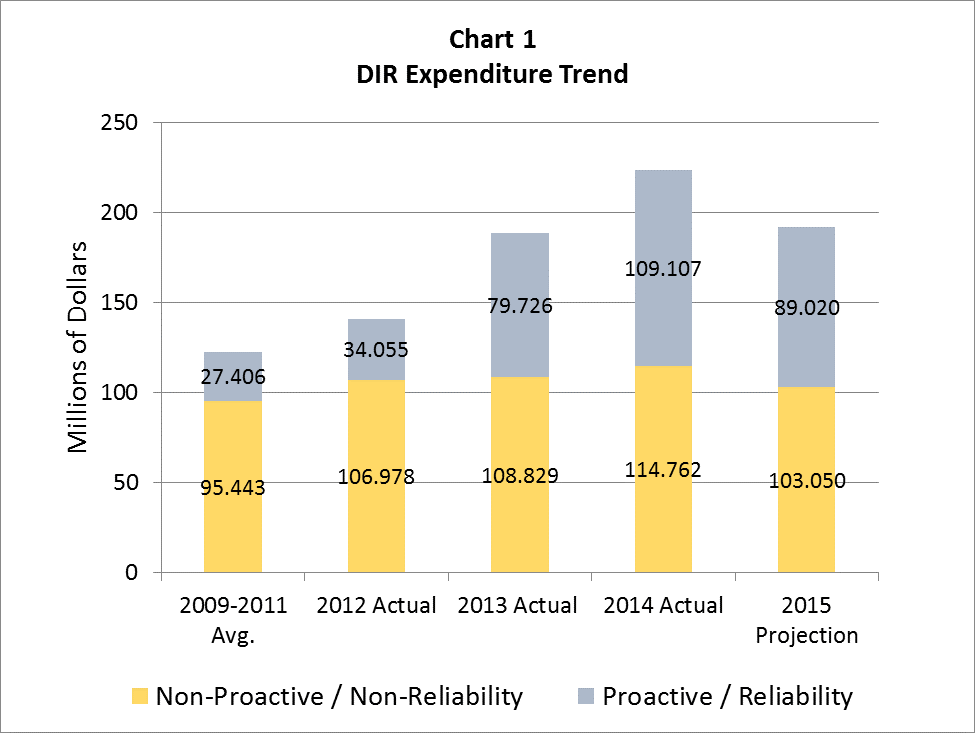 Chart 1
DIR Expenditure Trend
Millions of Dollars
250
200
150
100
50
0
27.406
34.055
79.726
109.107
89.020
95.443
106.978
108.829
114.762
103.050
2009-2011 Avg.
2012 Actual
2013 Actual
2014 Actual
2015 Projection
Non-Proactive / Non-Reliability
Proactive / Reliability